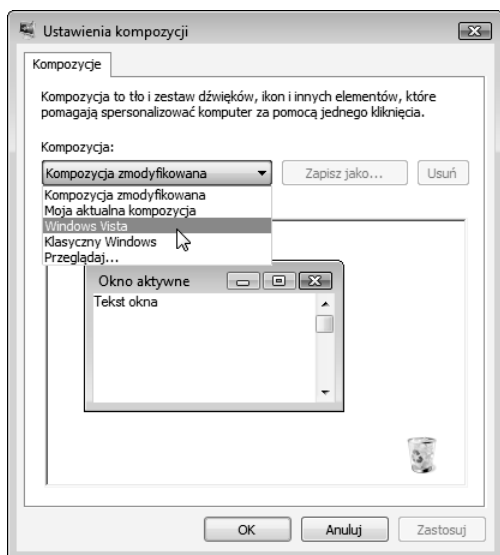 Ustawienia kompozycji
Kompozycje
Kompozycja to tło i zestaw dźwięków, ikon i innych elementów, które
pomagają spersonalizować komputer za pomocą jednego kliknięcia.
Kompozycja:
Kompozycja zmodyfikowana
Zapisz jako...
Usuń
Kompozycja zmodyfikowana
Moja aktualna kompozycja
Windows Vista
Klasyczny Windows
Przeglądaj...
Okno aktywne
Tekst okna
OK
Anuluj
Zastosuj